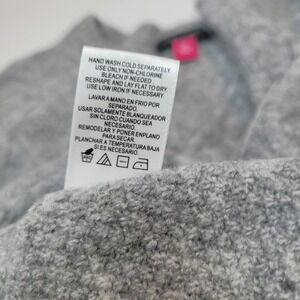 HAND WASH COLD SEPARATELY.
USE ONLY NON-CHLORINE
BLEACH IF NEEDED
RESHAPE AND LAY FLAT TO DRY.
USE LOW IRON IF NECESSARY.
LAVAR A MANO EN FRIO POR
SEPARADO.
USAR SOLAMENTE BLANQUEADOR
SIN CLORO CUANDO SEA
NECESARIO.
REMODELAR Y PONER EN PLANO
PARA SECAR.
PLANCHAR A TEMPERATURA BAJA
SI ES NECESARIO.